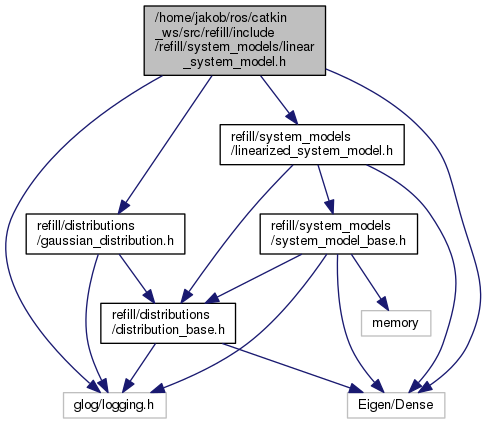 /home/jakob/ros/catkin
_ws/src/refill/include
/refill/system_models/linear
_system_model.h
refill/system_models
/linearized_system_model.h
refill/distributions
/gaussian_distribution.h
refill/system_models
/system_model_base.h
refill/distributions
/distribution_base.h
memory
glog/logging.h
Eigen/Dense